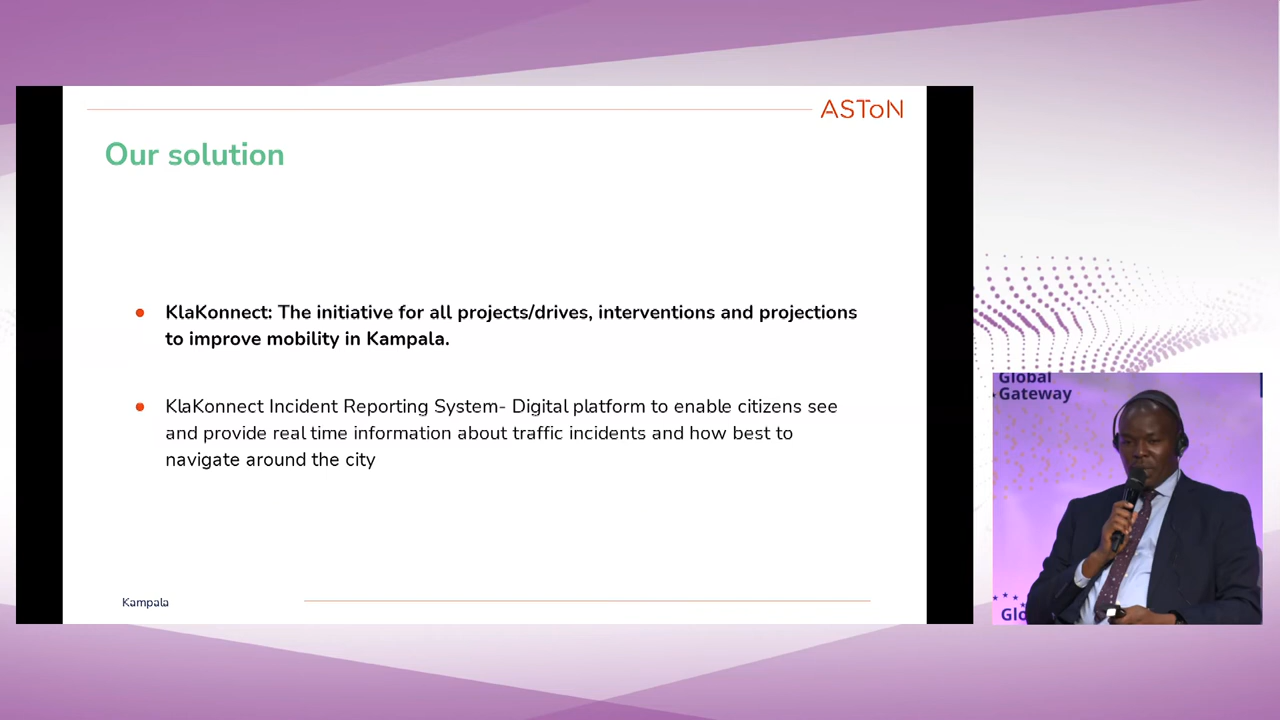 ASToN
Our solution
KlaKonnect: The initiative for all projects/drives, interventions and projections
to improve mobility in Kampala.
KlaKonnect Incident Reporting System- Digital platform to enable citizens see
and provide real time information about traffic incidents and how best to
navigate around the city
Kampala
Global
Gateway
Glo